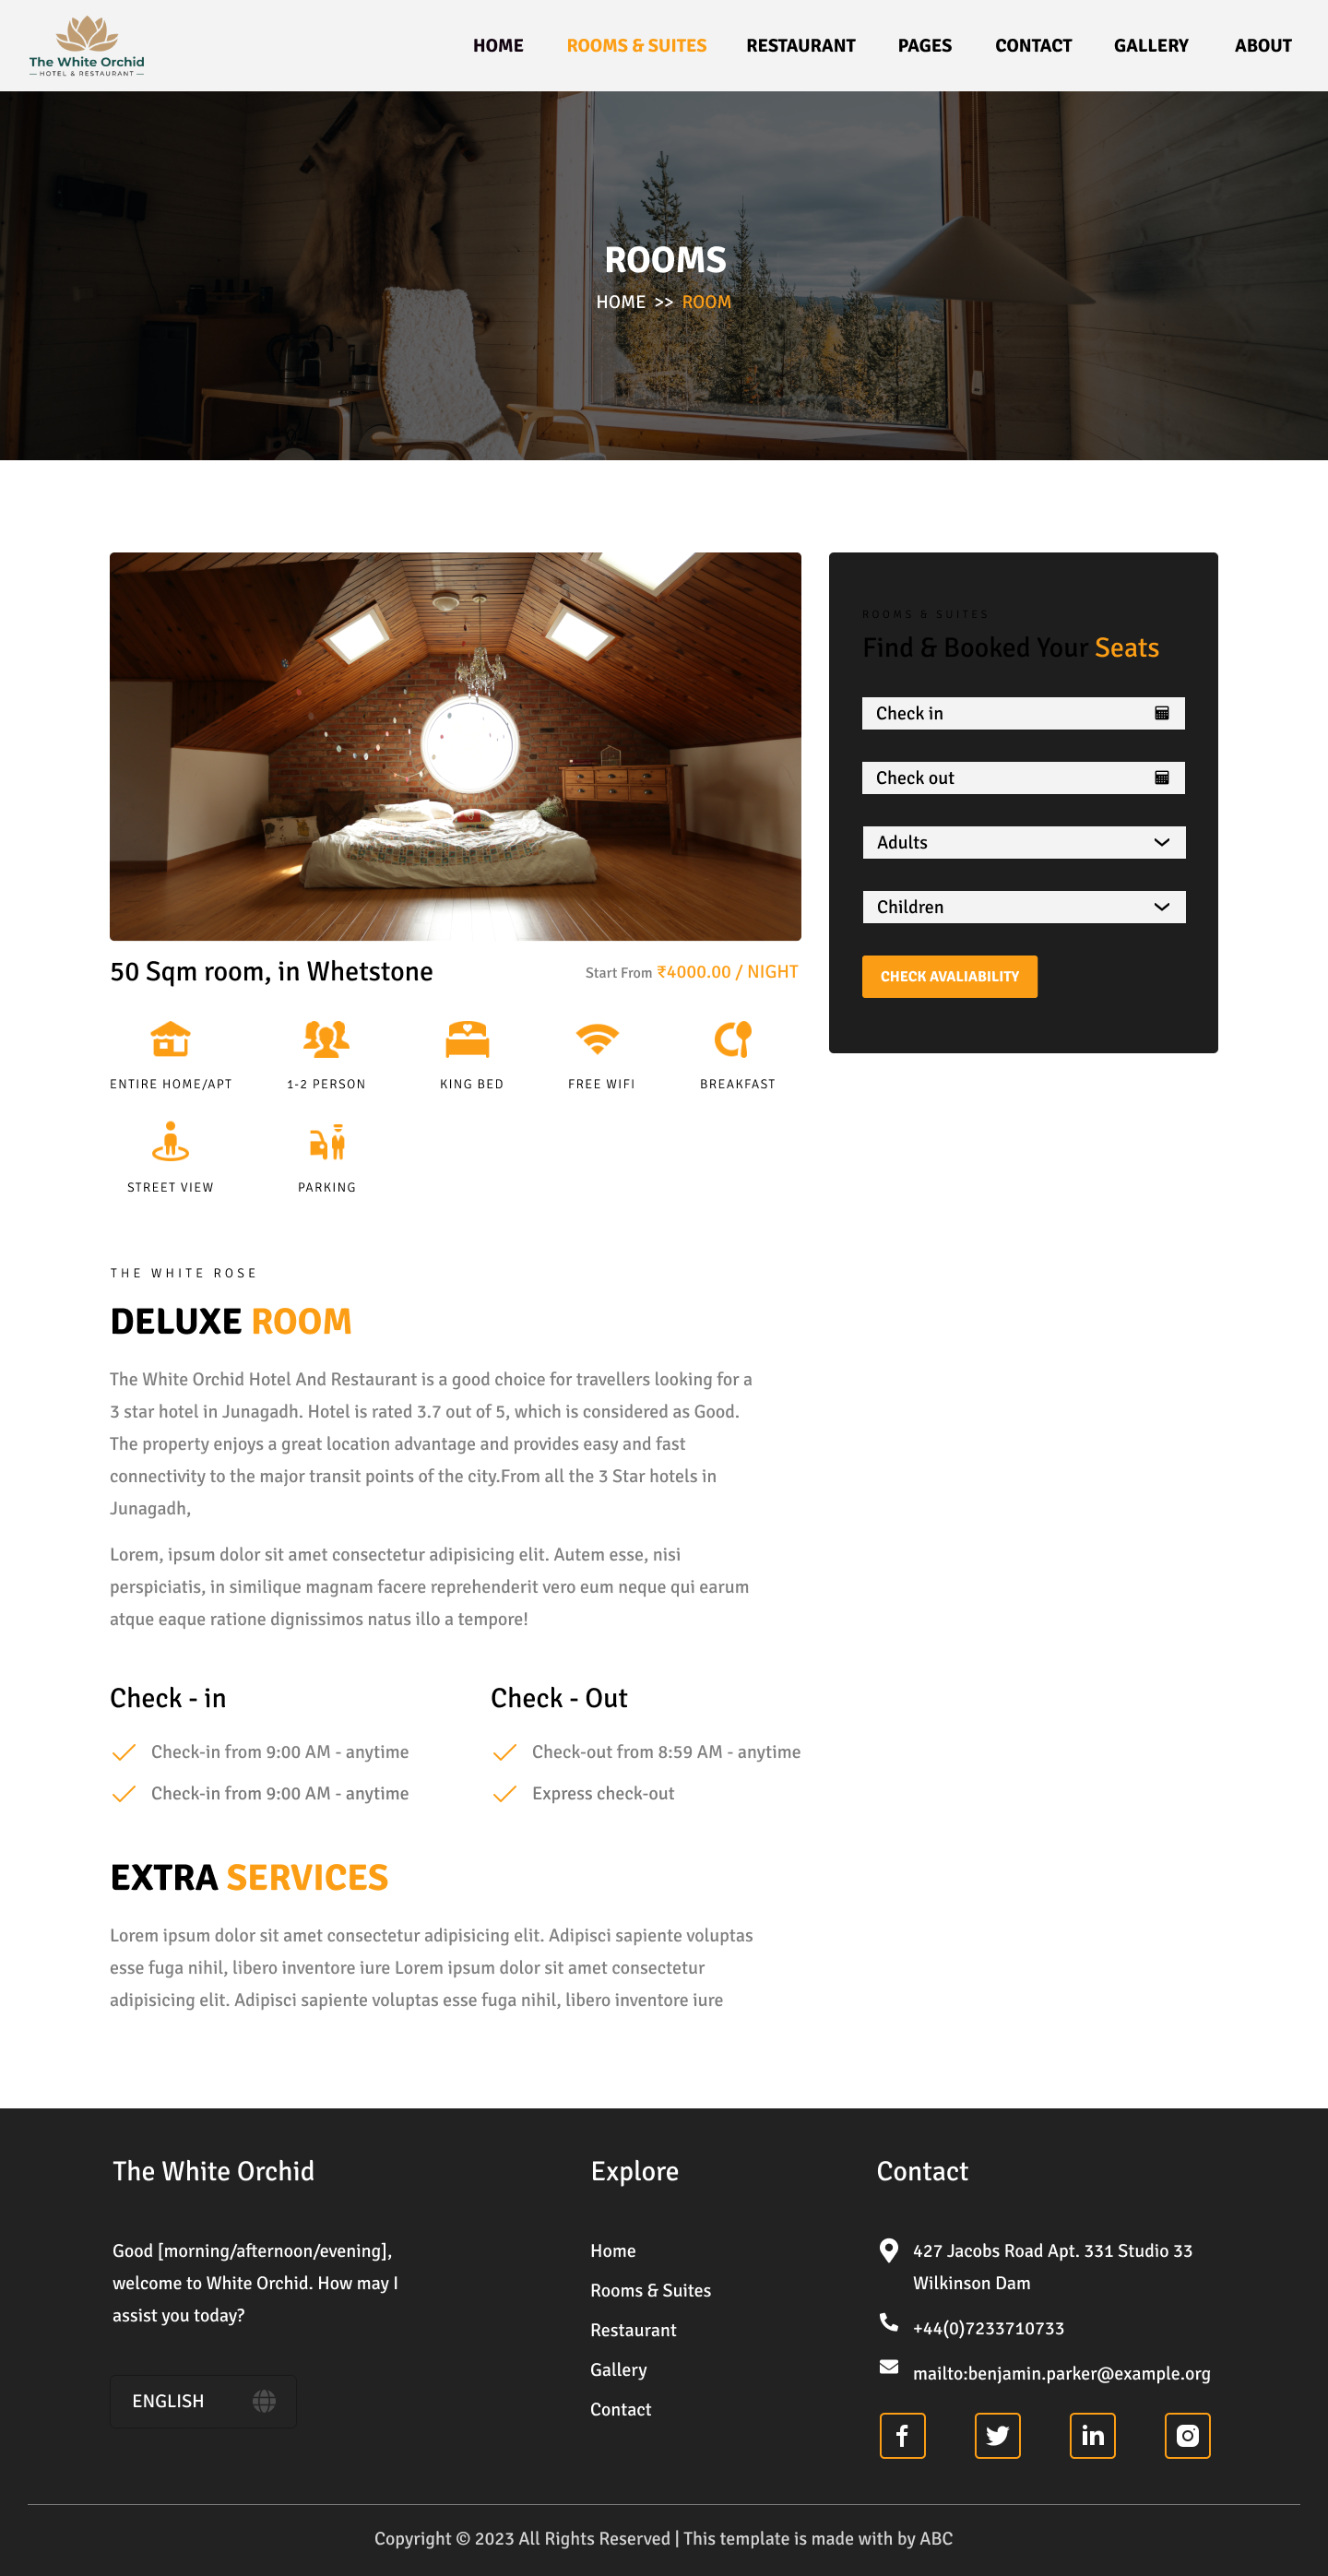 The White Orchid
HOTEL & RESTAURANT
HOME ROOMS & SUITES RESTAURANT PAGES CONTACT GALLERY ABOUT
ROOMS
HOME >> ROOM
50 Sqm room, in Whetstone
Start From ₹4000.00 / NIGHT
ENTIRE HOME/APT
1-2 PERSON
KING BED
FREE WIFI
BREAKFAST
STREET VIEW
PARKING
ROOMS & SUITES
Find & Booked Your Seats
Check in
Check out
Adults
Children
CHECK AVALIABILITY
THE WHITE ROSE
DELUXE ROOM
The White Orchid Hotel And Restaurant is a good choice for travellers looking for a
3 star hotel in Junagadh. Hotel is rated 3.7 out of 5, which is considered as Good.
The property enjoys a great location advantage and provides easy and fast
connectivity to the major transit points of the city.From all the 3 Star hotels in
Junagadh,
Lorem, ipsum dolor sit amet consectetur adipisicing elit. Autem esse, nisi
perspiciatis, in similique magnam facere reprehenderit vero eum neque qui earum
atque eaque ratione dignissimos natus illo a tempore!
Check - in
Check-in from 9:00 AM - anytime
Check-in from 9:00 AM - anytime
Check - Out
Check-out from 8:59 AM - anytime
Express check-out
EXTRA SERVICES
Lorem ipsum dolor sit amet consectetur adipisicing elit. Adipisci sapiente voluptas
esse fuga nihil, libero inventore iure Lorem ipsum dolor sit amet consectetur
adipisicing elit. Adipisci sapiente voluptas esse fuga nihil, libero inventore iure
The White Orchid
Good [morning/afternoon/evening],
welcome to White Orchid. How may I
assist you today?
ENGLISH
Explore
Home
Rooms & Suites
Restaurant
Gallery
Contact
Contact
427 Jacobs Road Apt. 331 Studio 33
Wilkinson Dam
+44(0)7233710733
mailto:benjamin.parker@example.org
Copyright © 2023 All Rights Reserved | This template is made with by ABC